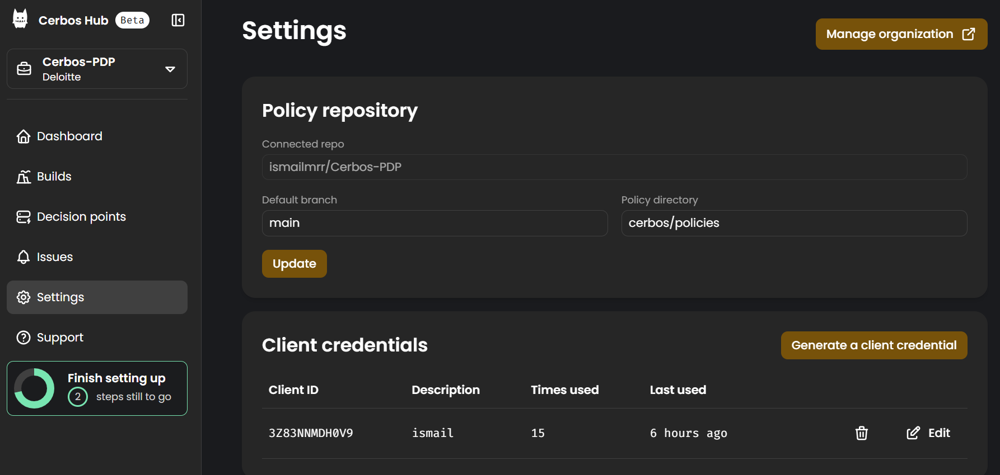 Cerbos Hub Beta
Cerbos-PDP
Deloitte
Dashboard
Builds
Decision points
Issues
Settings
Support
Finish setting up
2 steps still to go
Settings
Manage organization
Policy repository
Connected repo
ismailmrr/Cerbos-PDP
Default branch Policy directory
main cerbos/policies
Update
Client credentials Generate a client credential
Client ID Description Times used Last used
3Z83NNMDH0V9 ismail 15 6 hours ago Edit